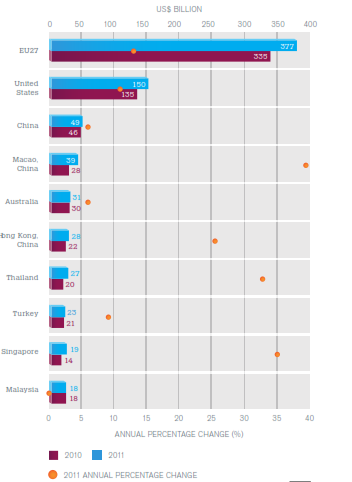 US$ BILLION
0 50 100 150 200 250 300 350 400
EU27
377
335
United
States
150
135
China
49
46
Macao,
China
39
28
Australia
31
30
ong Kong,
China
28
22
Thailand
27
20
Turkey
23
21
Singapore
19
14
Malaysia
18
18
0 5 10 15 20 25 30 35 40
ANNUAL PERCENTAGE CHANGE (%)
2010 2011
2011 ANNUAL PERCENTAGE CHANGE